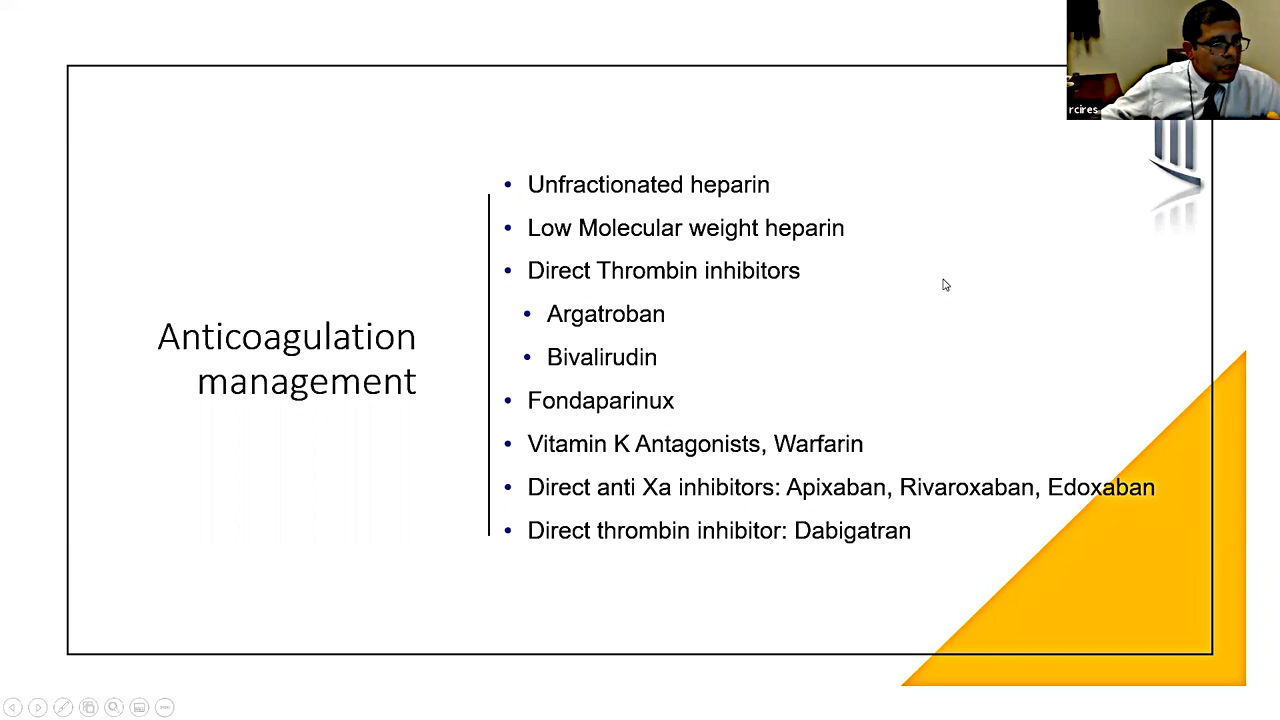 rcires
Anticoagulation
management
• Unfractionated heparin
• Low Molecular weight heparin
• Direct Thrombin inhibitors
• Argatroban
• Bivalirudin
• Fondaparinux
• Vitamin K Antagonists, Warfarin
• Direct anti Xa inhibitors: Apixaban, Rivaroxaban, Edoxaban
• Direct thrombin inhibitor: Dabigatran